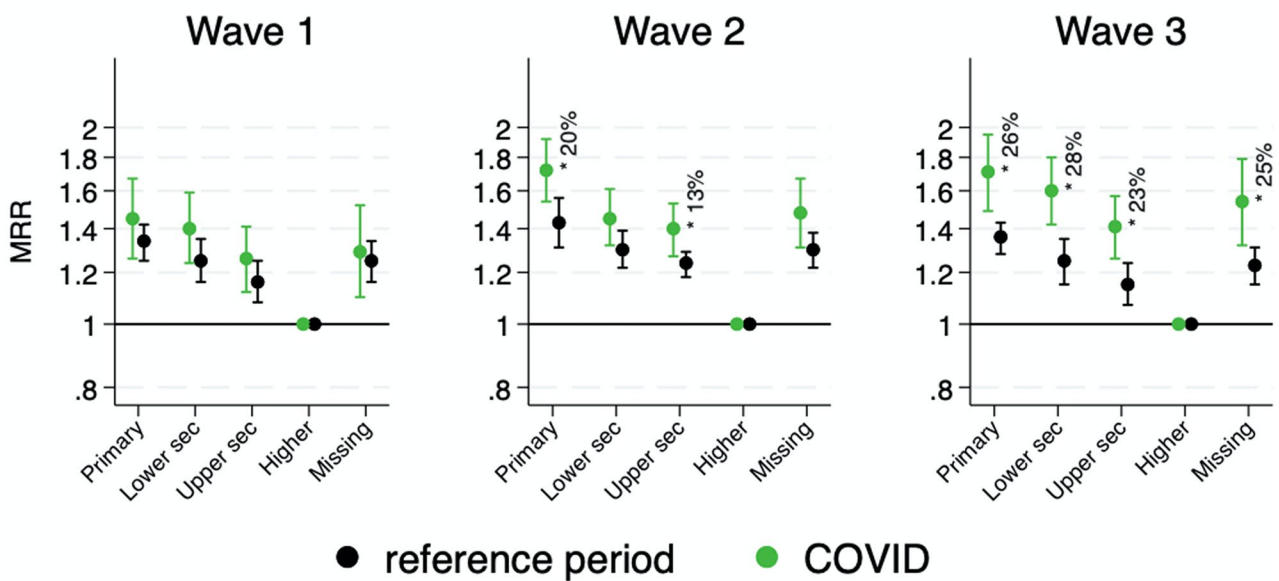 Wave 1
Wave 2
Wave 3
MRR
2
1.8
1.6
1.4
1.2
1
.8
Primary
Lower sec
Upper sec
Higher
Missing
2
1.8
1.6
1.4
1.2
1
.8
* 20%
* 13%
Primary
Lower sec
Upper sec
Higher
Missing
2
1.8
1.6
1.4
1.2
1
.8
* 26%
* 28%
* 23%
* 25%
Primary
Lower sec
Upper sec
Higher
Missing
reference period
COVID